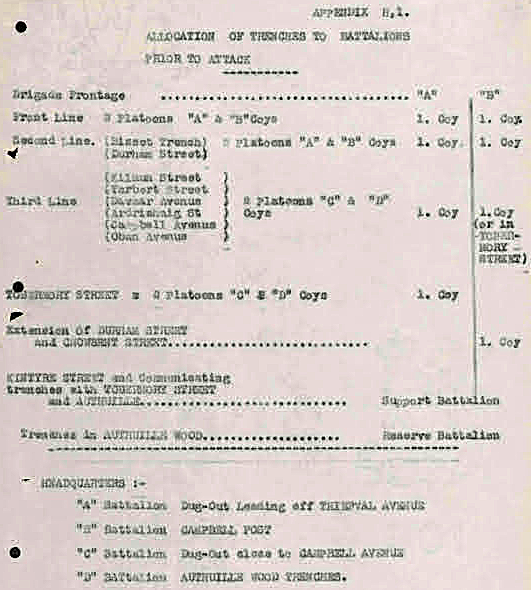 APPENDIX H,1.
ALLOCATION OF TRENCHES TO BATTALIONS
PRIOR TO ATTACK
Brigade Frontage ................................ "A" "B"
Front Line 2 Platoons "A" & "B" Coys 1. Coy 1. Coy
Second Line. (Bisset Trench) 2 Platoons "A" & "B" Coys 1. Coy. 1. Coy
(Durham Street)
(Kilmun Street )
(Tarbert Street )
Third Line (Davaar Avenue ) 2 Platoons "C" & "D"
(Ardrishaig St ) Coys 1. Coy 1.Coy
(Campbell Avenue ) (or in
(Oban Avenue ) TOBER-
MORY
STREET)
TOBERMORY STREET 2 Platoons "C" & "D" Coys 1. Coy
Extension Of DURHAM STREET
and CHOWBENT STREET................................ 1. Coy
KINTYRE STREET and Communicating
trenches with TOBERMORY STREET
and AUTHUILLE................................ Support Battalion
Trenches in AUTHUILLE WOOD...................... Reserve Battalion
HEADQUARTERS :-
"A" Battalion Dug-Out Leading off THIEPVAL AVENUE
"B" Battalion CAMPBELL POST
"C" Battalion Dug-Out close to CAMPBELL AVENUE
"D" BATtalion AUTHUILLE WOOD TRENCHES.